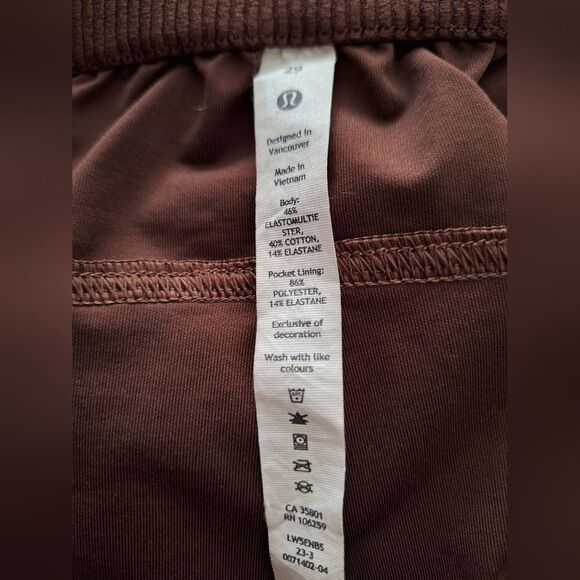 29
Designed in
Vancouver
Made in
Vietnam
Body:
46%
ELASTOMULTIE
STER,
40% COTTON,
14% ELASTANE
Pocket Lining:
86%
POLYESTER,
14% ELASTANE
Exclusive of
decoration
Wash with like
colours
CA 35801
RN 106259
LW5ENBS
23-3
0071402-04